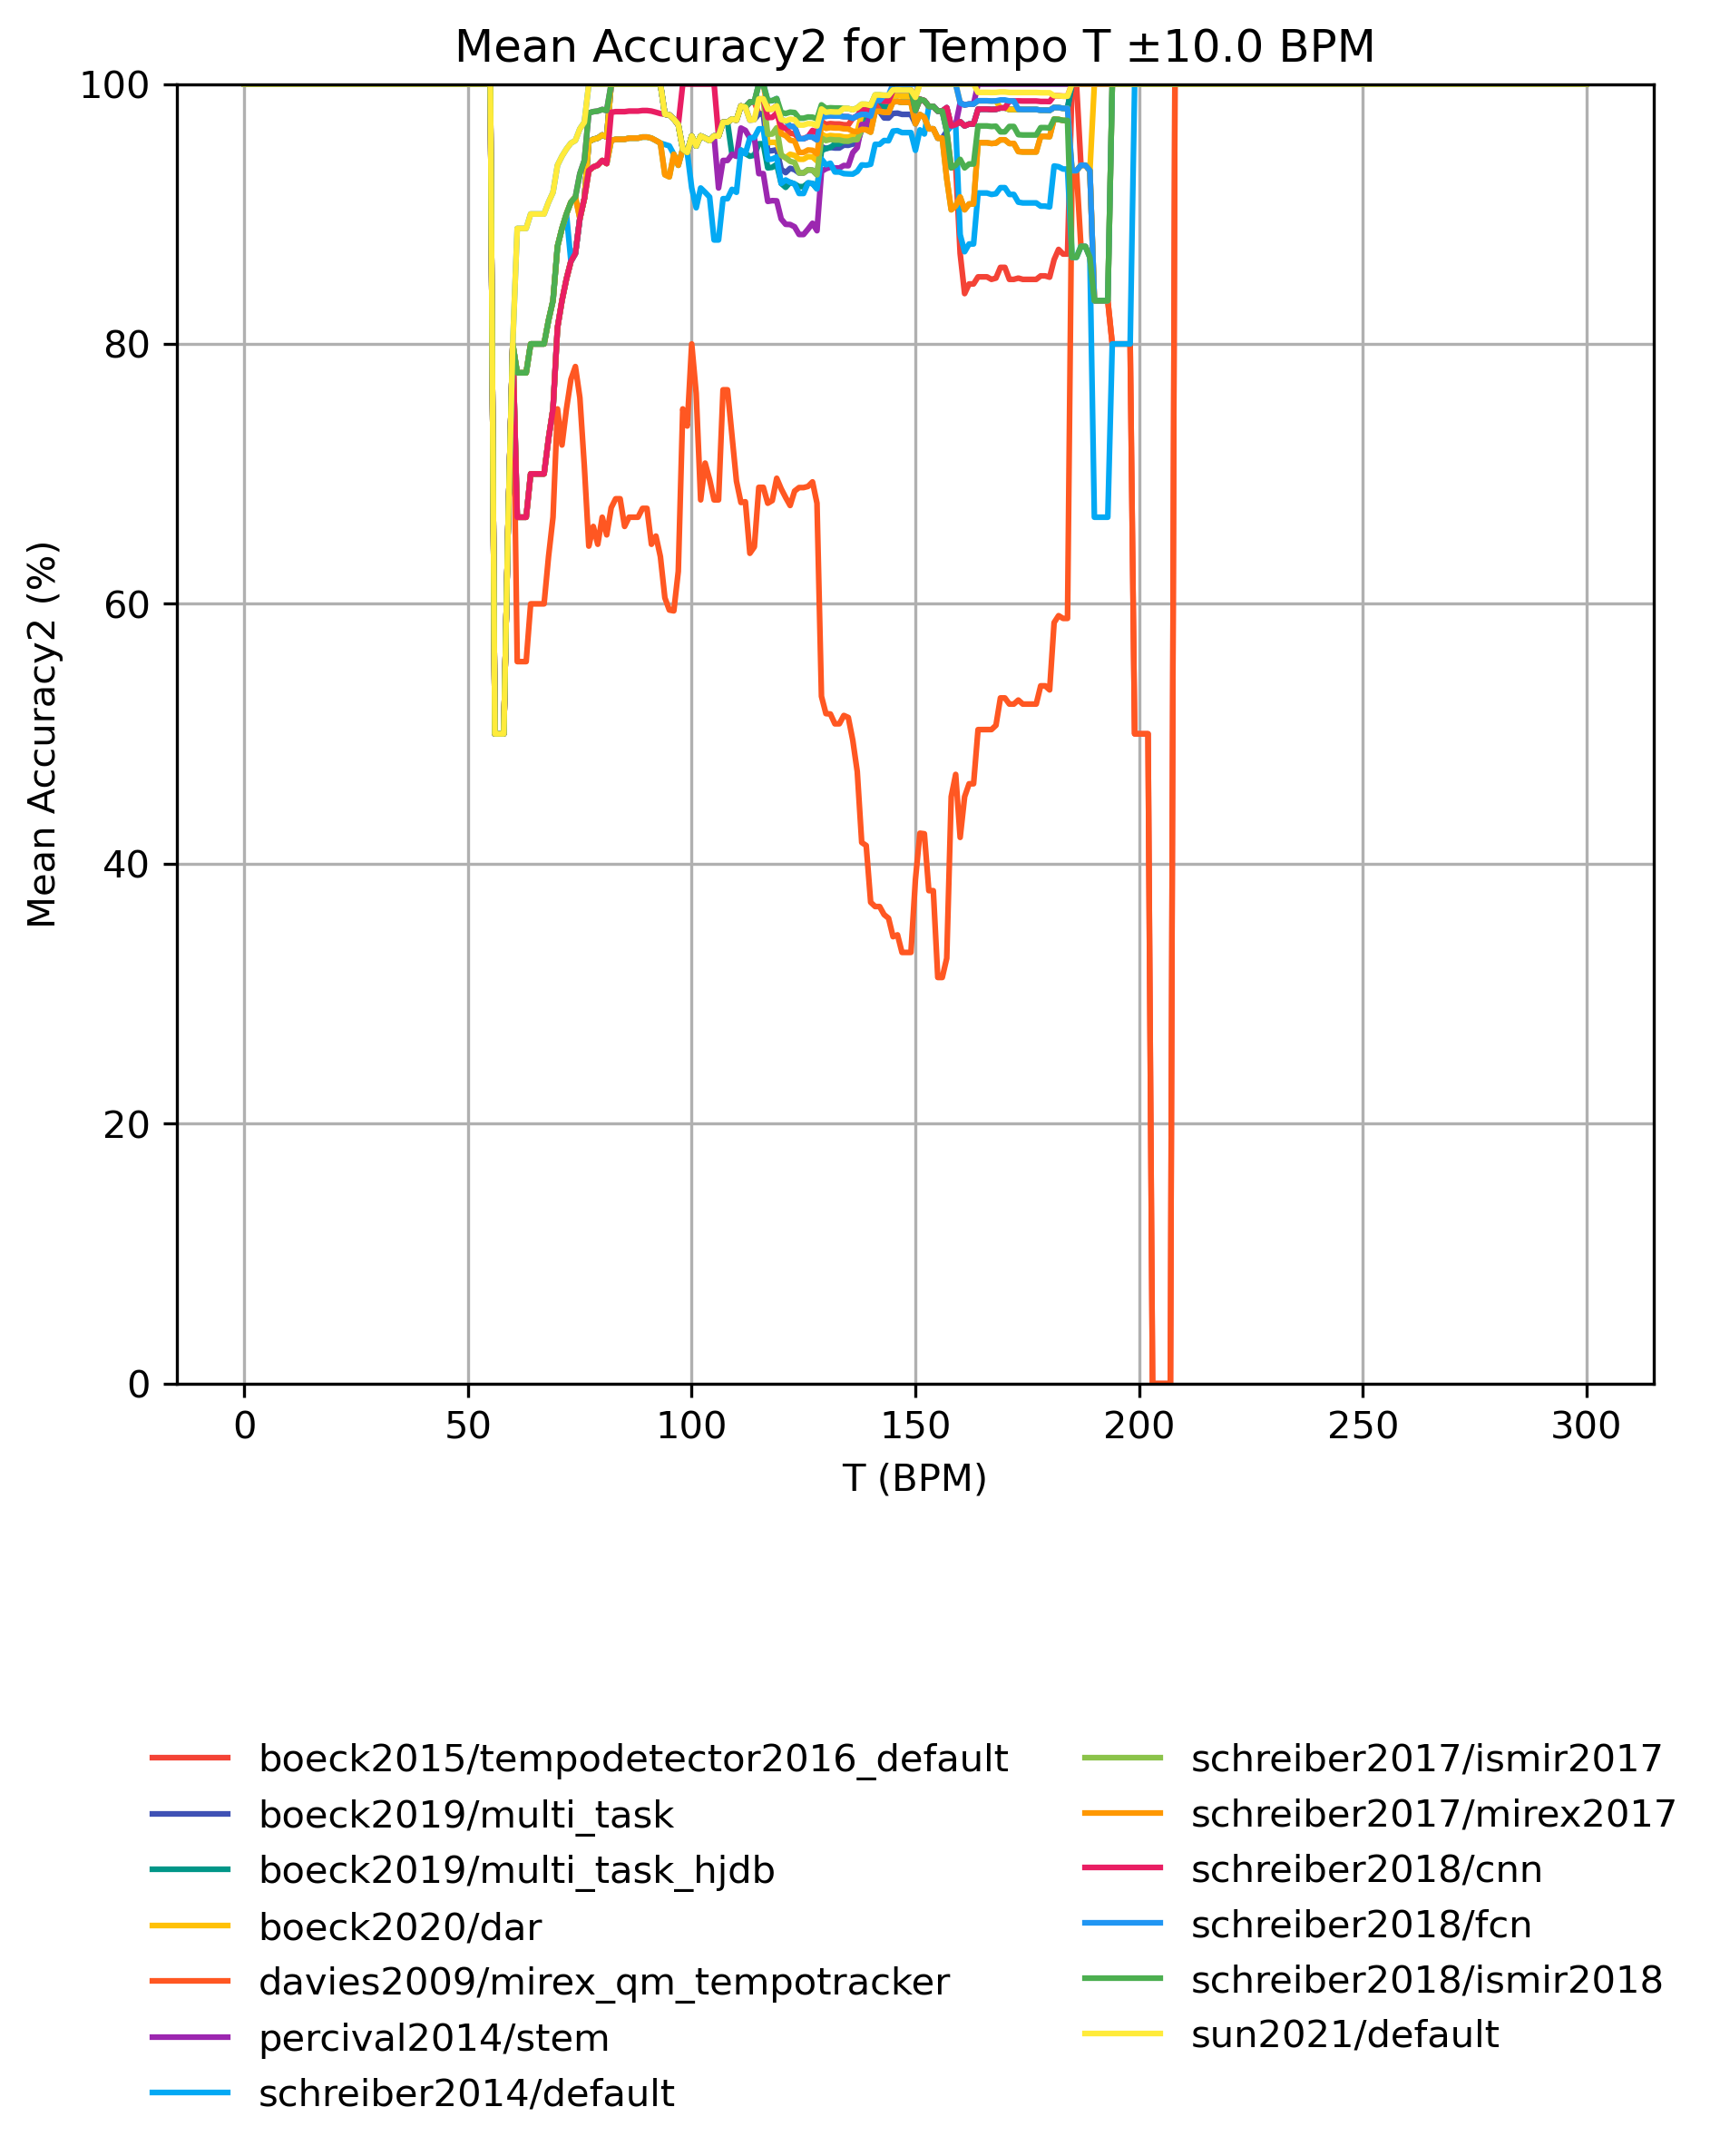 Mean Accuracy2 for Tempo T ±10.0 BPM
Mean Accuracy2 (%)
100
80
60
40
20
0
0 50 100 150 200 250 300
T (BPM)
boeck2015/tempodetector2016_default
boeck2019/multi_task
boeck2019/multi_task_hjdb
boeck2020/dar
davies2009/mirex_qm_tempotracker
percival2014/stem
schreiber2014/default
schreiber2017/ismir2017
schreiber2017/mirex2017
schreiber2018/cnn
schreiber2018/fcn
schreiber2018/ismir2018
sun2021/default